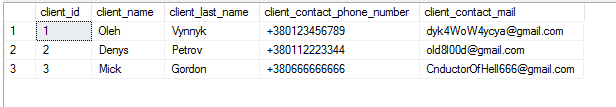 client_id client_name client_last_name client_contact_phone_number client_contact_mail
1 1 Oleh Vynnyk +380123456789 dyk4WoW4ycya@gmail.com
2 2 Denys Petrov +380112223344 old8l00d@gmail.com
3 3 Mick Gordon +380666666666 CnductorOfHell666@gmail.com